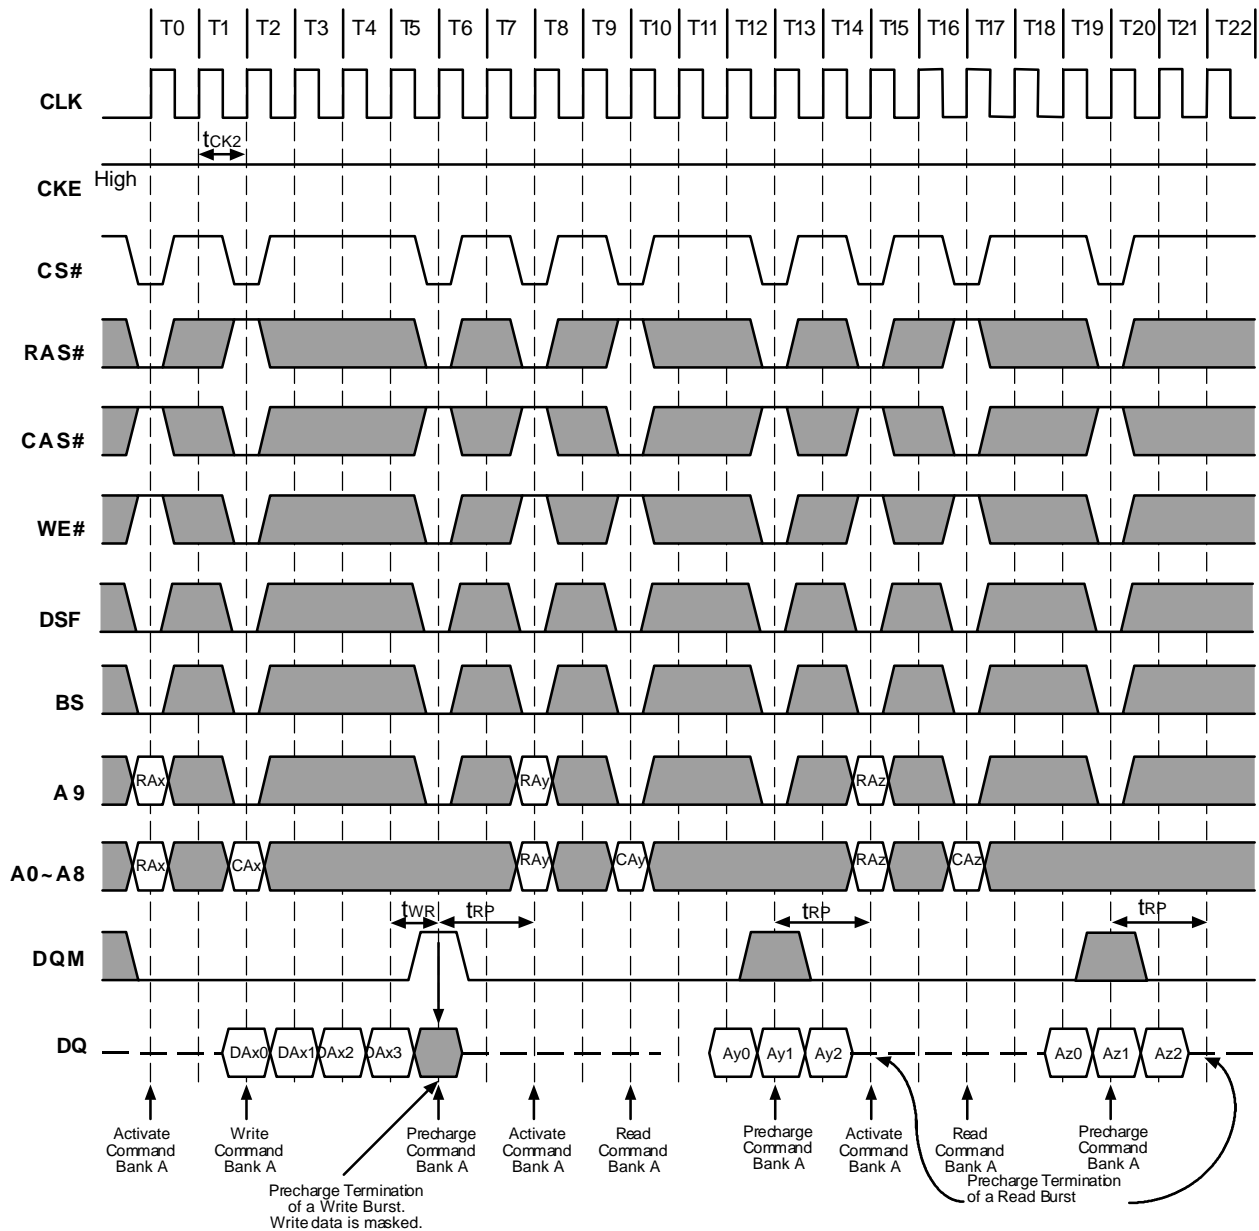 T0 T1 T2 T3 T4 T5 T6 T7 T8 T9 T10 T11 T12 T13 T14 T15 T16 T17 T18 T19 T20 T21 T22
CLK
tCK2
High
CKE
CS#
RAS#
CAS#
WE#
DSF
BS
A9 RAx RAy RAz
A0~A8 RAx CAx RAy CAy RAz CAz
tWR tRP tRP tRP
DQM
DQ DAx0 DAx1 DAx2 DAx3 Ay0 Ay1 Ay2 Az0 Az1 Az2
Activate
Command
Bank A
Write
Command
Bank A
Precharge
Command
Bank A
Activate
Command
Bank A
Read
Command
Bank A
Precharge
Command
Bank A
Activate
Command
Bank A
Read
Command
Bank A
Precharge
Command
Bank A
Precharge Termination
of a Write Burst.
Write data is masked.
Precharge Termination
of a Read Burst